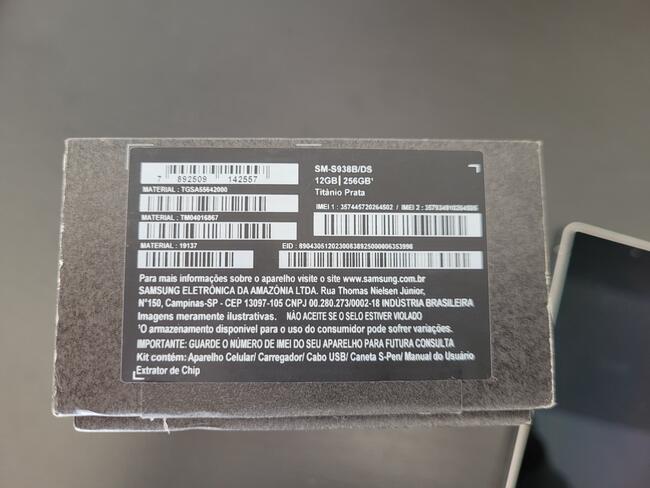 SM-S938B/DS
12GB| 256GB¹
Titânio Prata
7 892509 142557
MATERIAL : TGSA55642000
IMEI 1 : 357445720264502 / IMEI 2 :
MATERIAL : TM04016867
MATERIAL : 19137
EID : 89043051202300838925000006353996
Para mais informações sobre o aparelho visite o site www.samsung.com.br
SAMSUNG ELETRÔNICA DA AMAZÔNIA LTDA. Rua Thomas Nielsen Júnior,
N°150, Campinas-SP - CEP 13097-105 CNPJ 00.280.273/0002-18 INDÚSTRIA BRASILEIRA
Imagens meramente ilustrativas. NÃO ACEITE SE O SELO ESTIVER VIOLADO
¹O armazenamento disponível para o uso do consumidor pode sofrer variações.
IMPORTANTE: GUARDE O NÚMERO DE IMEI DO SEU APARELHO PARA FUTURA CONSULTA
Kit contém: Aparelho Celular/ Carregador/ Cabo USB/ Caneta S-Pen/ Manual do Usuário
Extrator de Chip